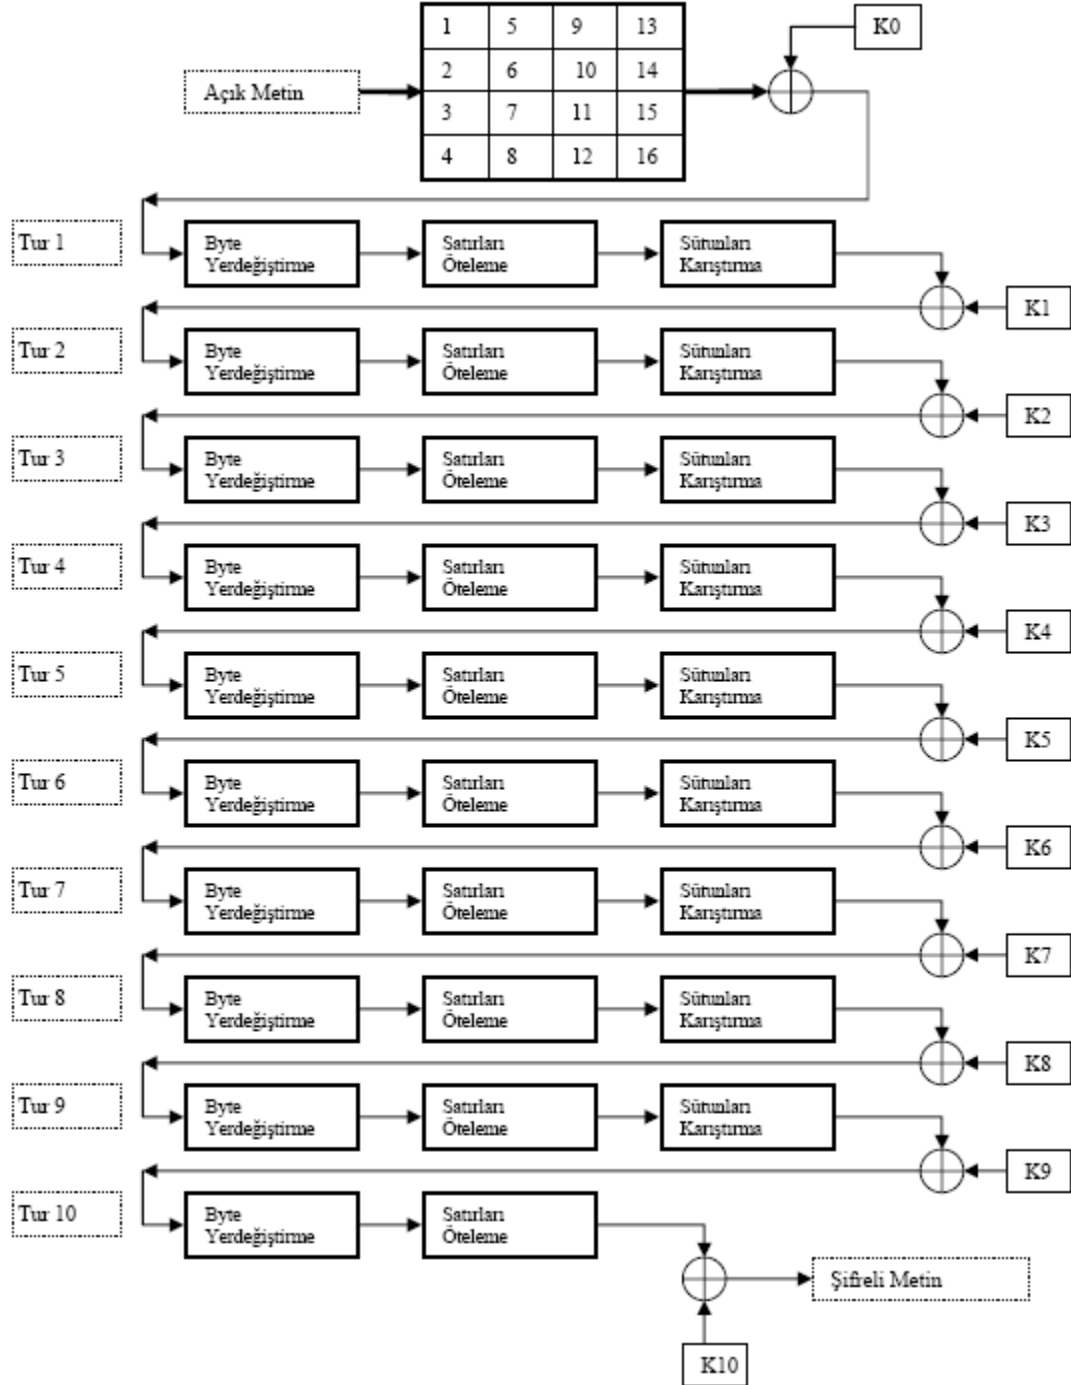 1 5 9 13
K0
2 6 10 14
Açık Metin
3 7 11 15
4 8 12 16
Tur 1
Byte
Yerdeğiştirme
Satırları
Öteleme
Sütunları
Karıştırma
K1
Tur 2
Byte
Yerdeğiştirme
Satırları
Öteleme
Sütunları
Karıştırma
K2
Tur 3
Byte
Yerdeğiştirme
Satırları
Öteleme
Sütunları
Karıştırma
K3
Tur 4
Byte
Yerdeğiştirme
Satırları
Öteleme
Sütunları
Karıştırma
K4
Tur 5
Byte
Yerdeğiştirme
Satırları
Öteleme
Sütunları
Karıştırma
K5
Tur 6
Byte
Yerdeğiştirme
Satırları
Öteleme
Sütunları
Karıştırma
K6
Tur 7
Byte
Yerdeğiştirme
Satırları
Öteleme
Sütunları
Karıştırma
K7
Tur 8
Byte
Yerdeğiştirme
Satırları
Öteleme
Sütunları
Karıştırma
K8
Tur 9
Byte
Yerdeğiştirme
Satırları
Öteleme
Sütunları
Karıştırma
K9
Tur 10
Byte
Yerdeğiştirme
Satırları
Öteleme
Şifreli Metin
K10